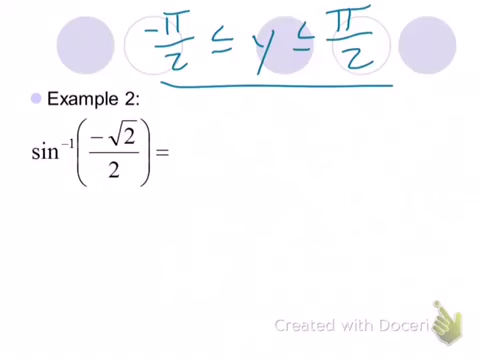 -π/2 ≤ y ≤ π/2
Example 2:
sin⁻¹(−√2/2) =
Created with Doceri